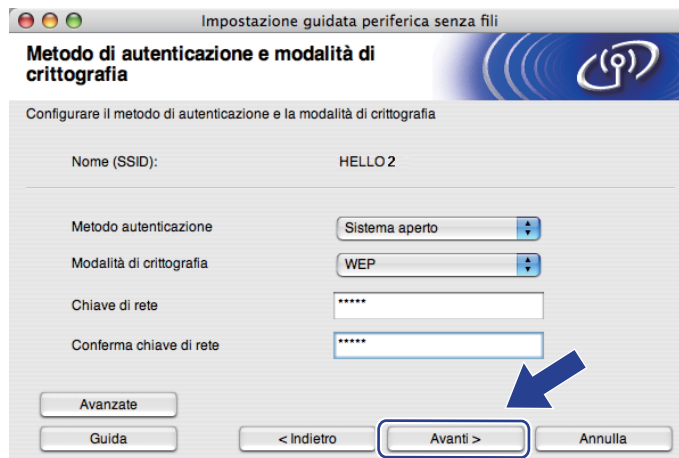 Impostazione guidata periferica senza fili
Metodo di autenticazione e modalità di
crittografia
Configurare il metodo di autenticazione e la modalità di crittografia
Nome (SSID): HELLO 2
Metodo autenticazione Sistema aperto
Modalità di crittografia WEP
Chiave di rete *****
Conferma chiave di rete *****
Avanzate
Guida < Indietro Avanti > Annulla